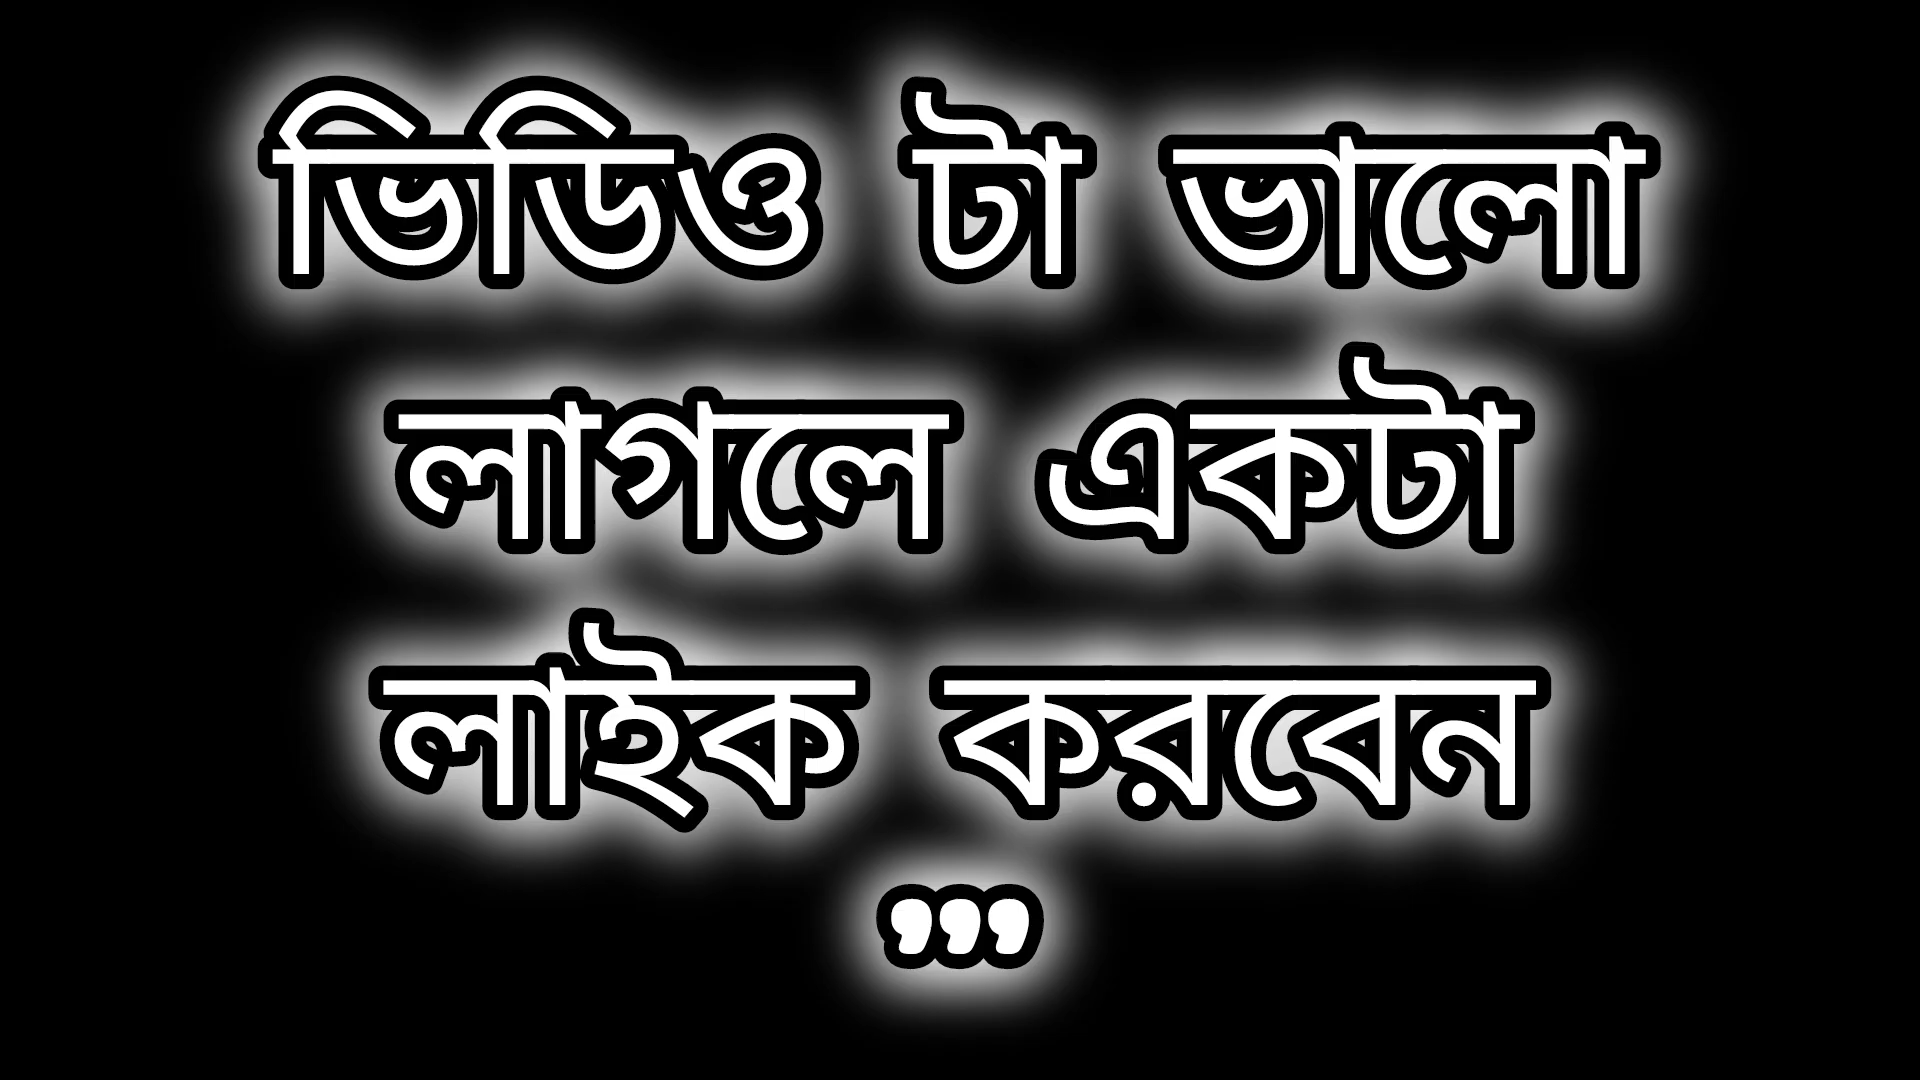 ভিডিও টা ভালো
লাগলে একটা
লাইক করবেন
,,,